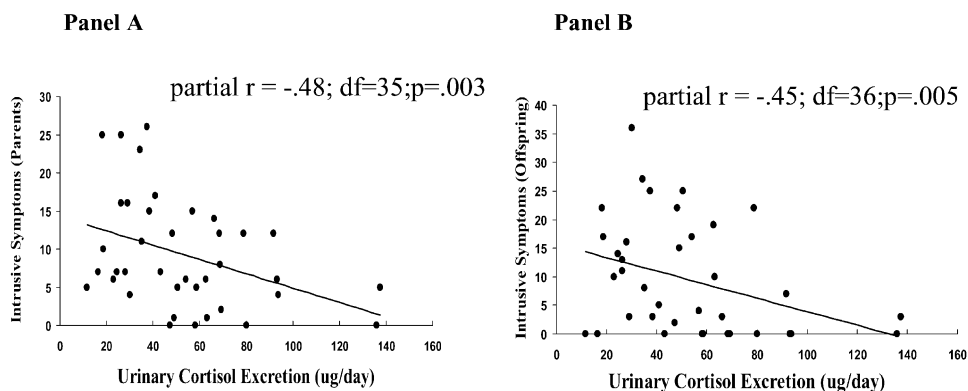 Panel A
partial r = -.48; df=35;p=.003
Intrusive Symptoms (Parents)
30
25
20
15
10
5
0
0 20 40 60 80 100 120 140 160
Urinary Cortisol Excretion (ug/day)
Panel B
partial r = -.45; df=36;p=.005
Intrusive Symptoms (Offspring)
40
35
30
25
20
15
10
5
0
0 20 40 60 80 100 120 140 160
Urinary Cortisol Excretion (ug/day)